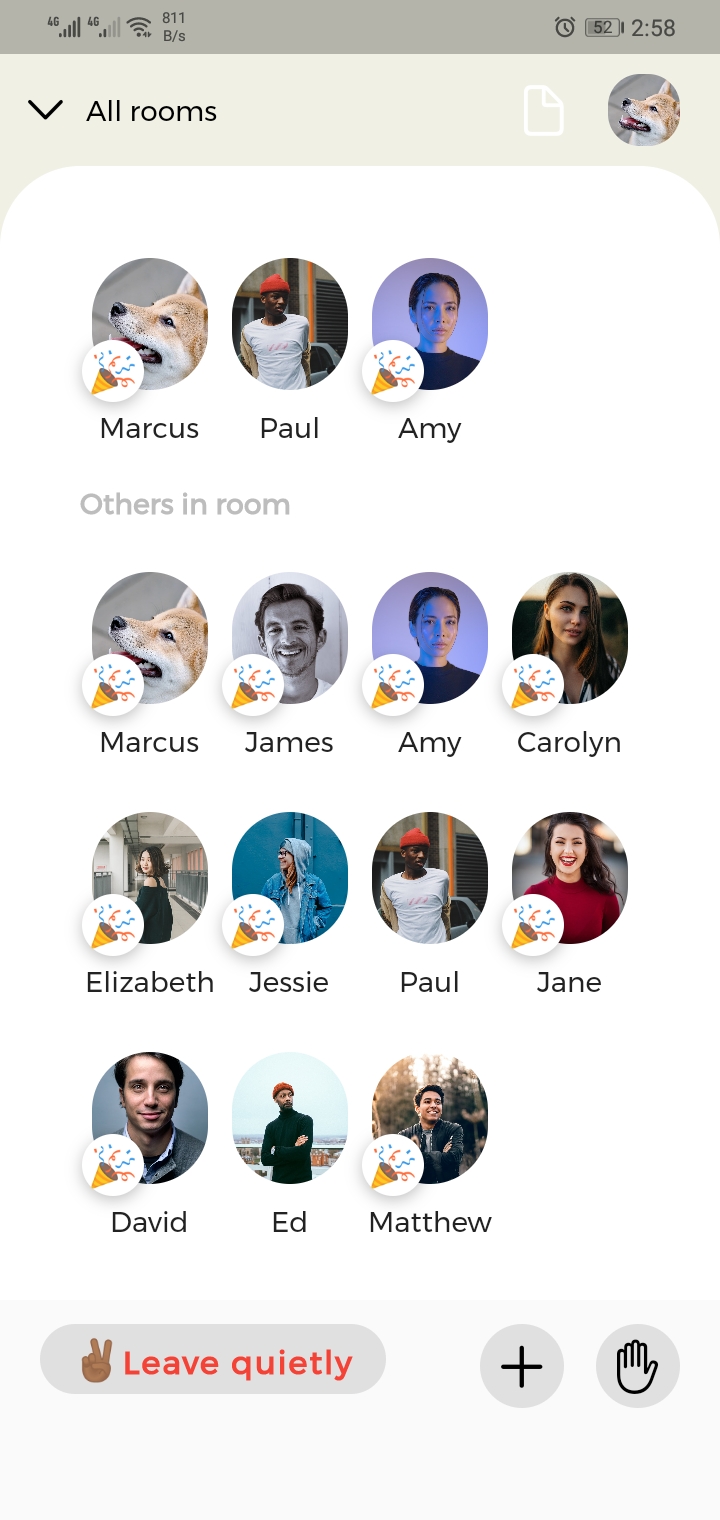 4G 4G 811 B/s 52 2:58
All rooms
Marcus Paul Amy
Others in room
Marcus James Amy Carolyn
Elizabeth Jessie Paul Jane
David Ed Matthew
Leave quietly